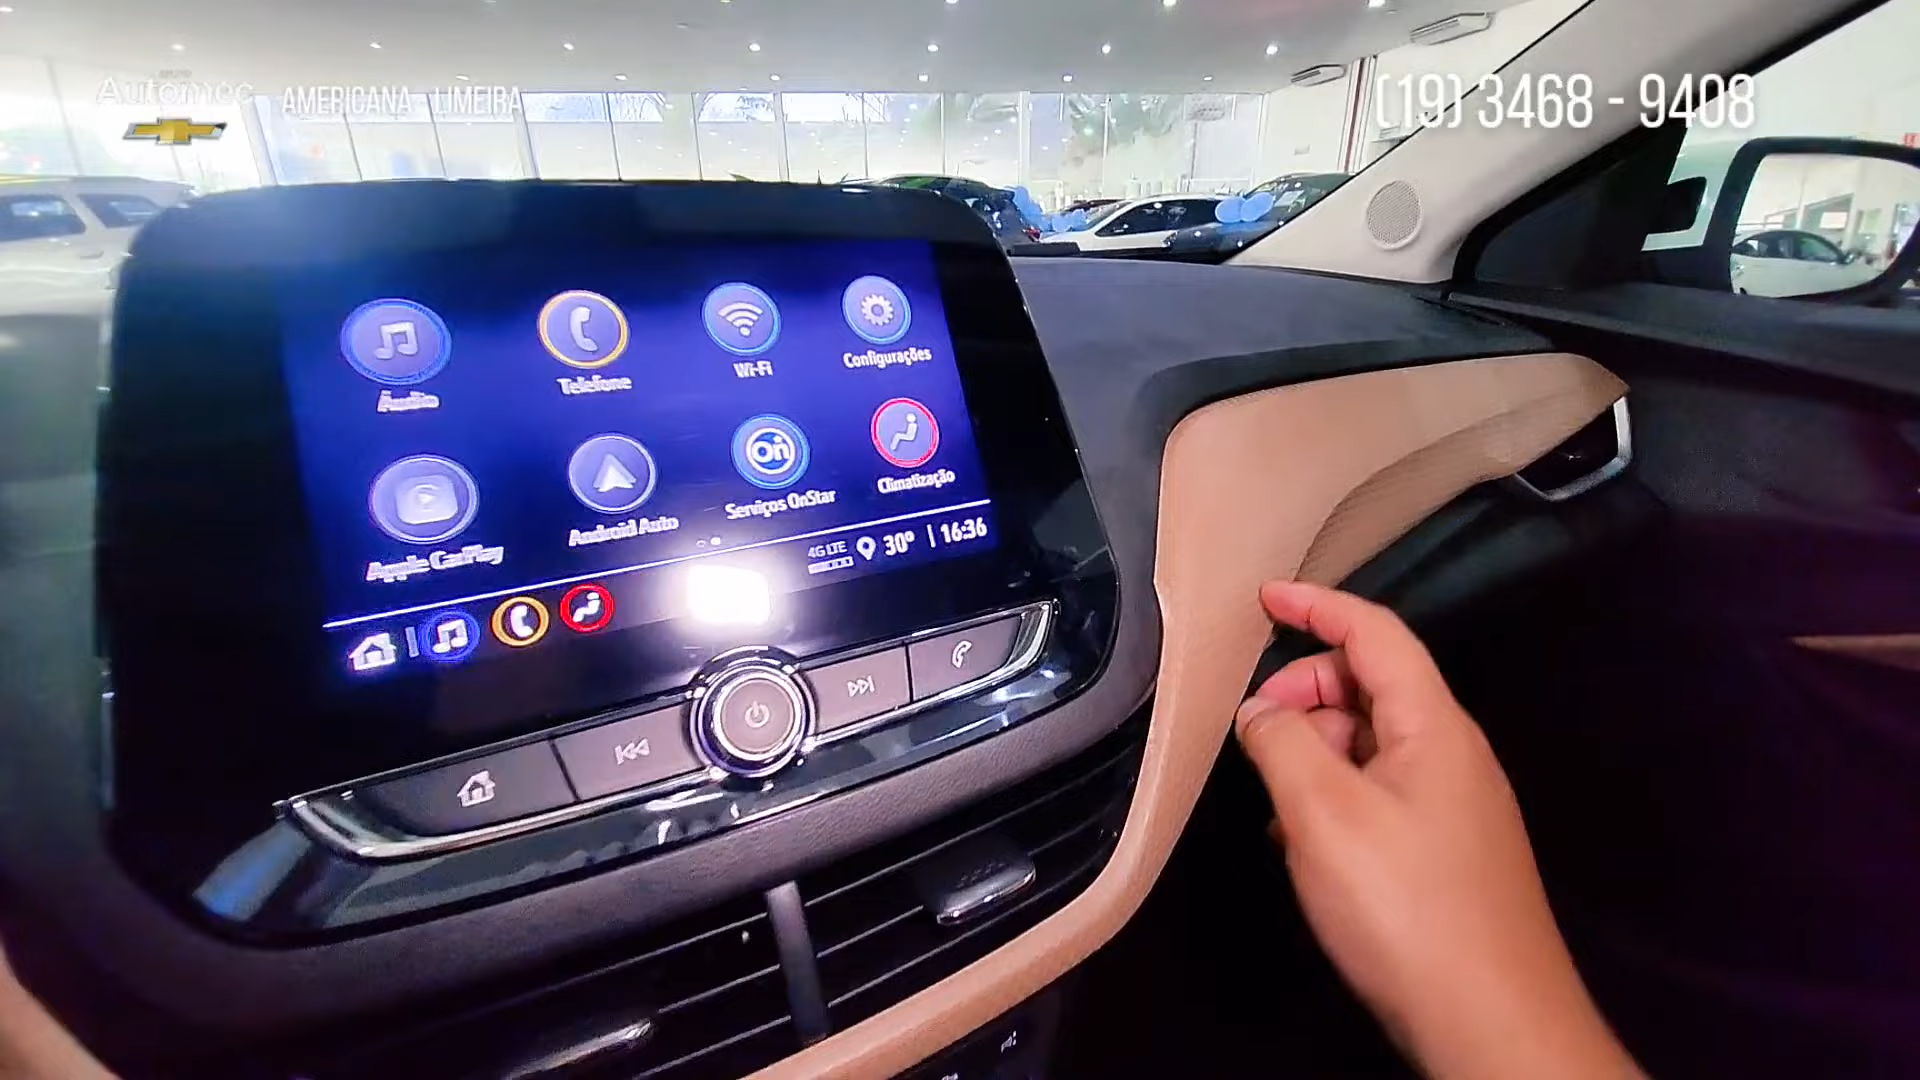 Automec
AMERICANA - LIMEIRA
(19) 3468 - 9408
Áudio
Telefone
Wi-Fi
Configurações
Apple CarPlay
Android Auto
On
Serviços OnStar
Climatização
4G LTE
30°
16:36